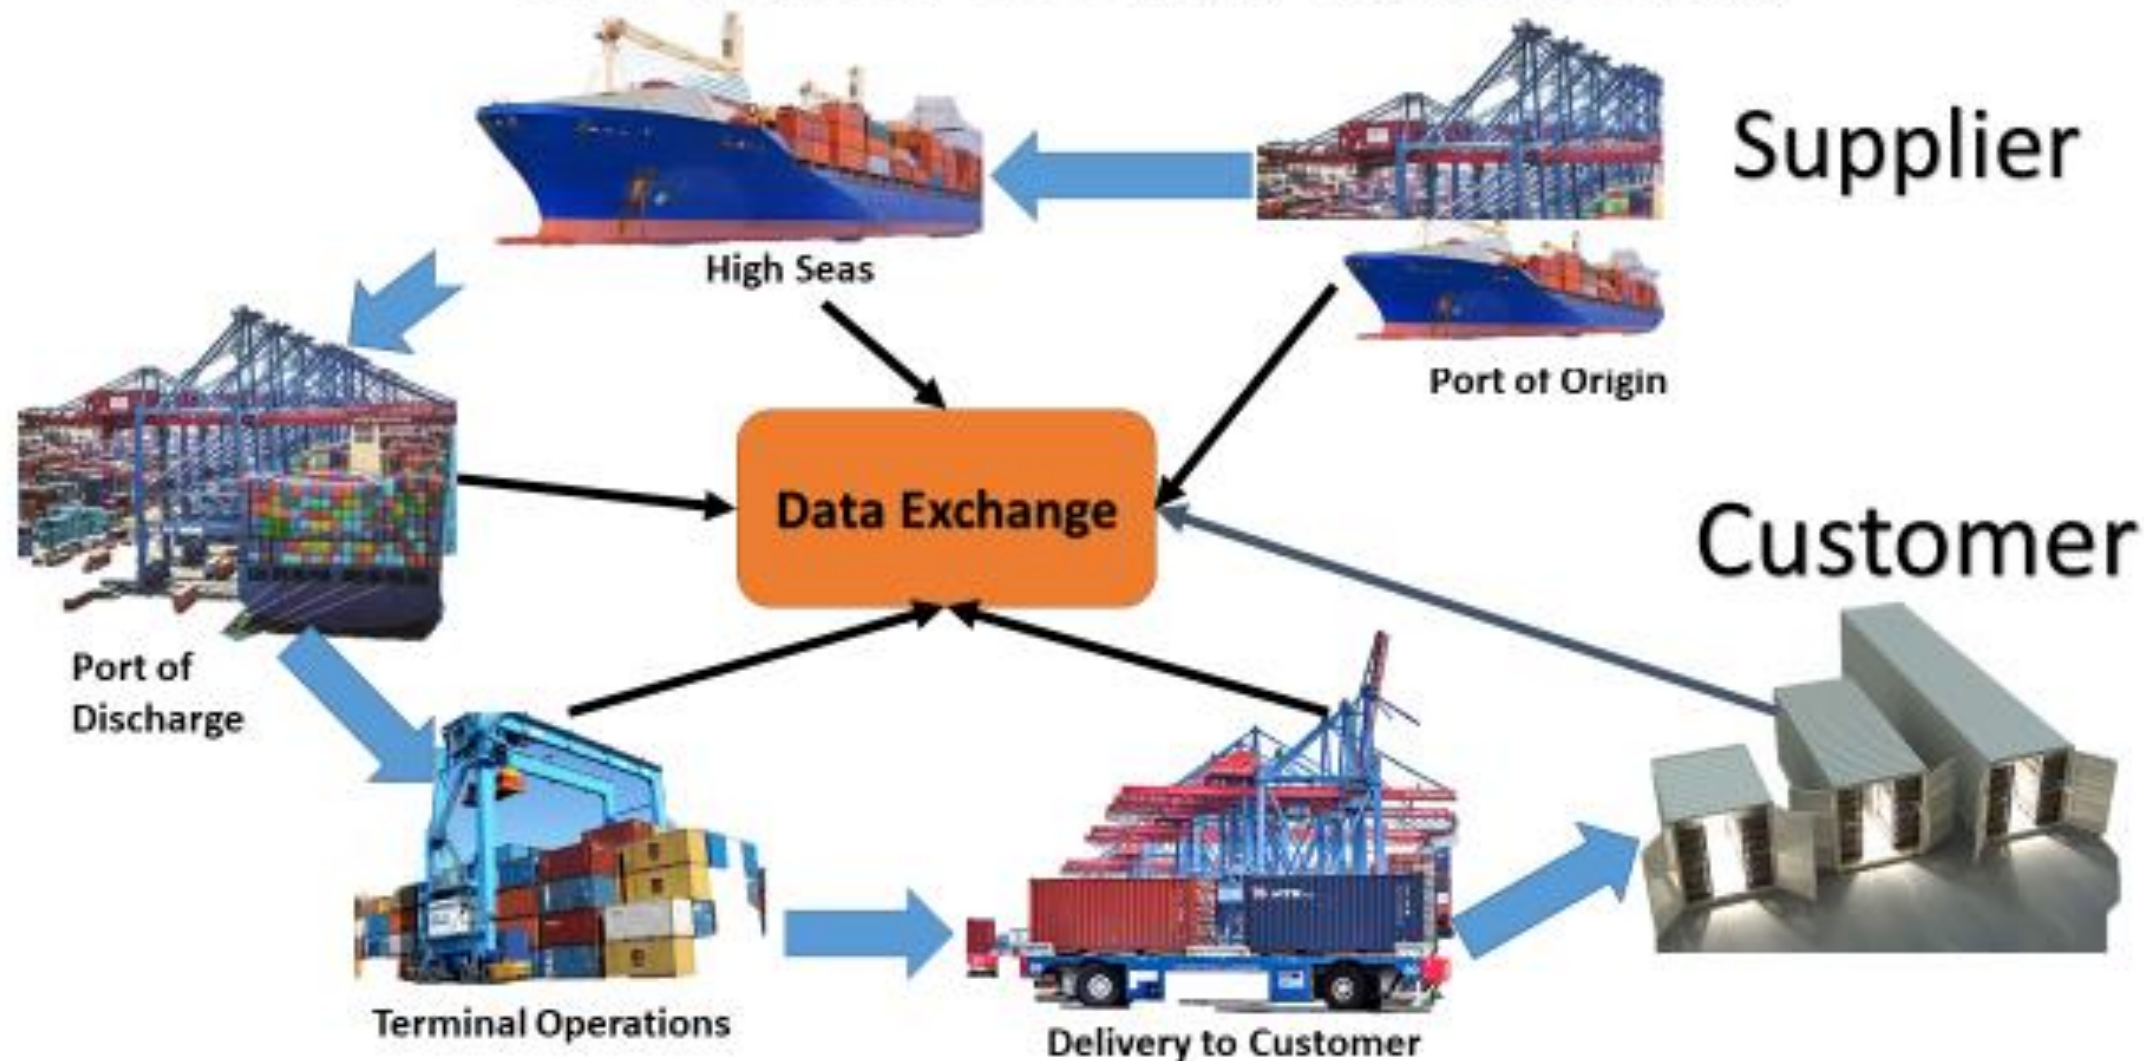 Supplier
High Seas
Port of Origin
Data Exchange
Customer
Port of
Discharge
Terminal Operations
Delivery to Customer